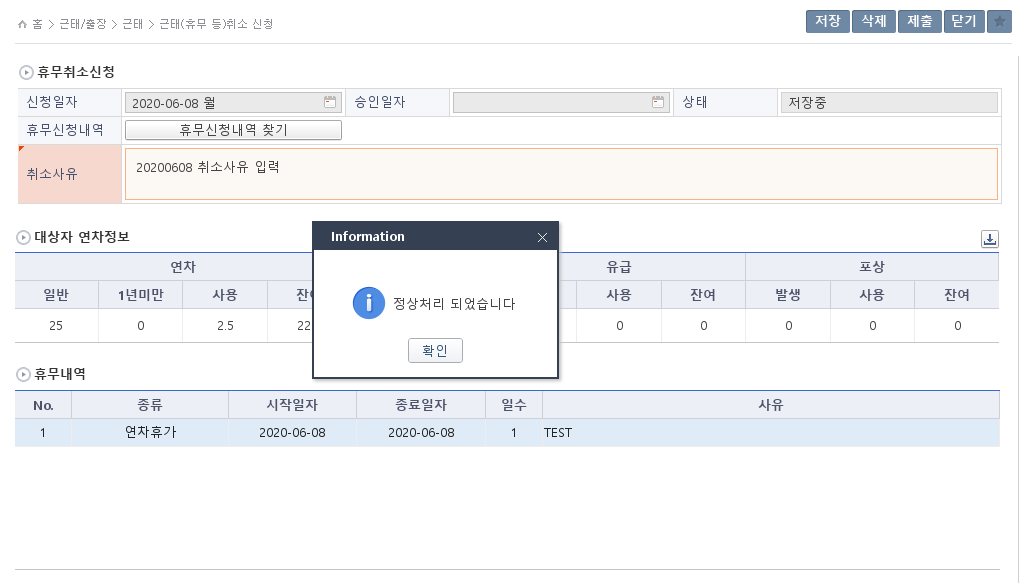 홈 > 근태/출장 > 근태 > 근태(휴무 등)취소 신청
저장 삭제 제출 닫기
휴무취소신청
신청일자 2020-06-08 월 승인일자 상태 저장중
휴무신청내역 휴무신청내역 찾기
취소사유 20200608 취소사유 입력
대상자 연차정보
연차 유급 포상
일반 1년미만 사용 사용 잔여 발생 사용 잔여
25 0 2.5 0 0 0 0 0
Information
정상처리 되었습니다
확인
휴무내역
No. 종류 시작일자 종료일자 일수 사유
1 연차휴가 2020-06-08 2020-06-08 1 TEST